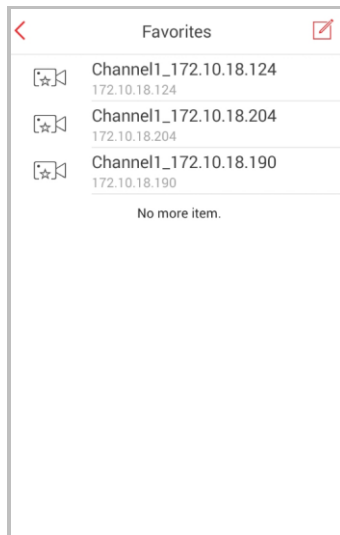 Favorites
Channel1_172.10.18.124
172.10.18.124
Channel1_172.10.18.204
172.10.18.204
Channel1_172.10.18.190
172.10.18.190
No more item.